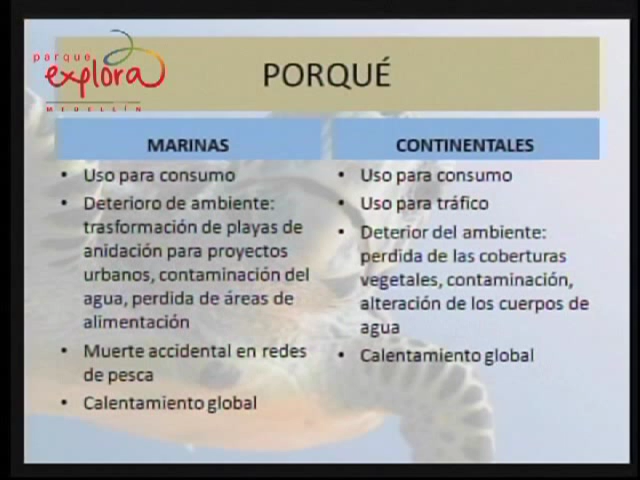 parque
explora
MEDELLÍN
PORQUÉ
MARINAS
• Uso para consumo
• Deterioro de ambiente:
trasformación de playas de
anidación para proyectos
urbanos, contaminación del
agua, perdida de áreas de
alimentación
• Muerte accidental en redes
de pesca
• Calentamiento global
CONTINENTALES
• Uso para consumo
• Uso para tráfico
• Deterior del ambiente:
perdida de las coberturas
vegetales, contaminación,
alteración de los cuerpos de
agua
• Calentamiento global